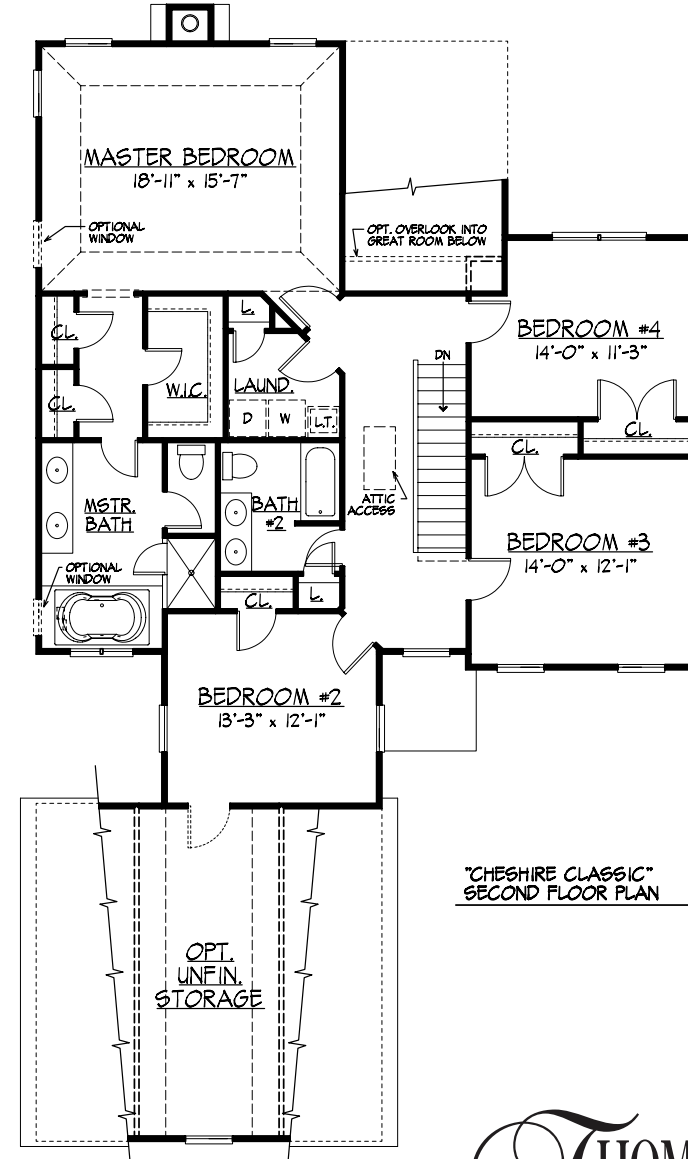 MASTER BEDROOM
18'-11" x 15'-7"
OPTIONAL
WINDOW
OPT. OVERLOOK INTO
GREAT ROOM BELOW
CL.
L.
BEDROOM #4
14'-0" x 11'-3"
DN
W.I.C.
LAUND.
CL.
D
W
L.T.
CL.
CL.
MSTR.
BATH
BATH
#2
ATTIC
ACCESS
BEDROOM #3
14'-0" x 12'-1"
OPTIONAL
WINDOW
CL.
L.
BEDROOM #2
13'-3" x 12'-1"
"CHESHIRE CLASSIC"
SECOND FLOOR PLAN
OPT.
UNFIN.
STORAGE
THOM